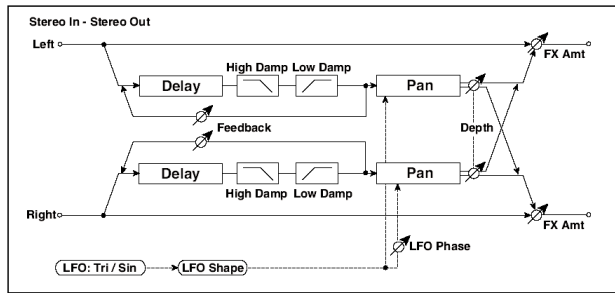 Stereo In - Stereo Out
Left
FX Amt
High Damp Low Damp
Delay
Pan
Feedback
Depth
Delay
Pan
High Damp Low Damp
Right
FX Amt
LFO Phase
LFO: Tri / Sin
LFO Shape